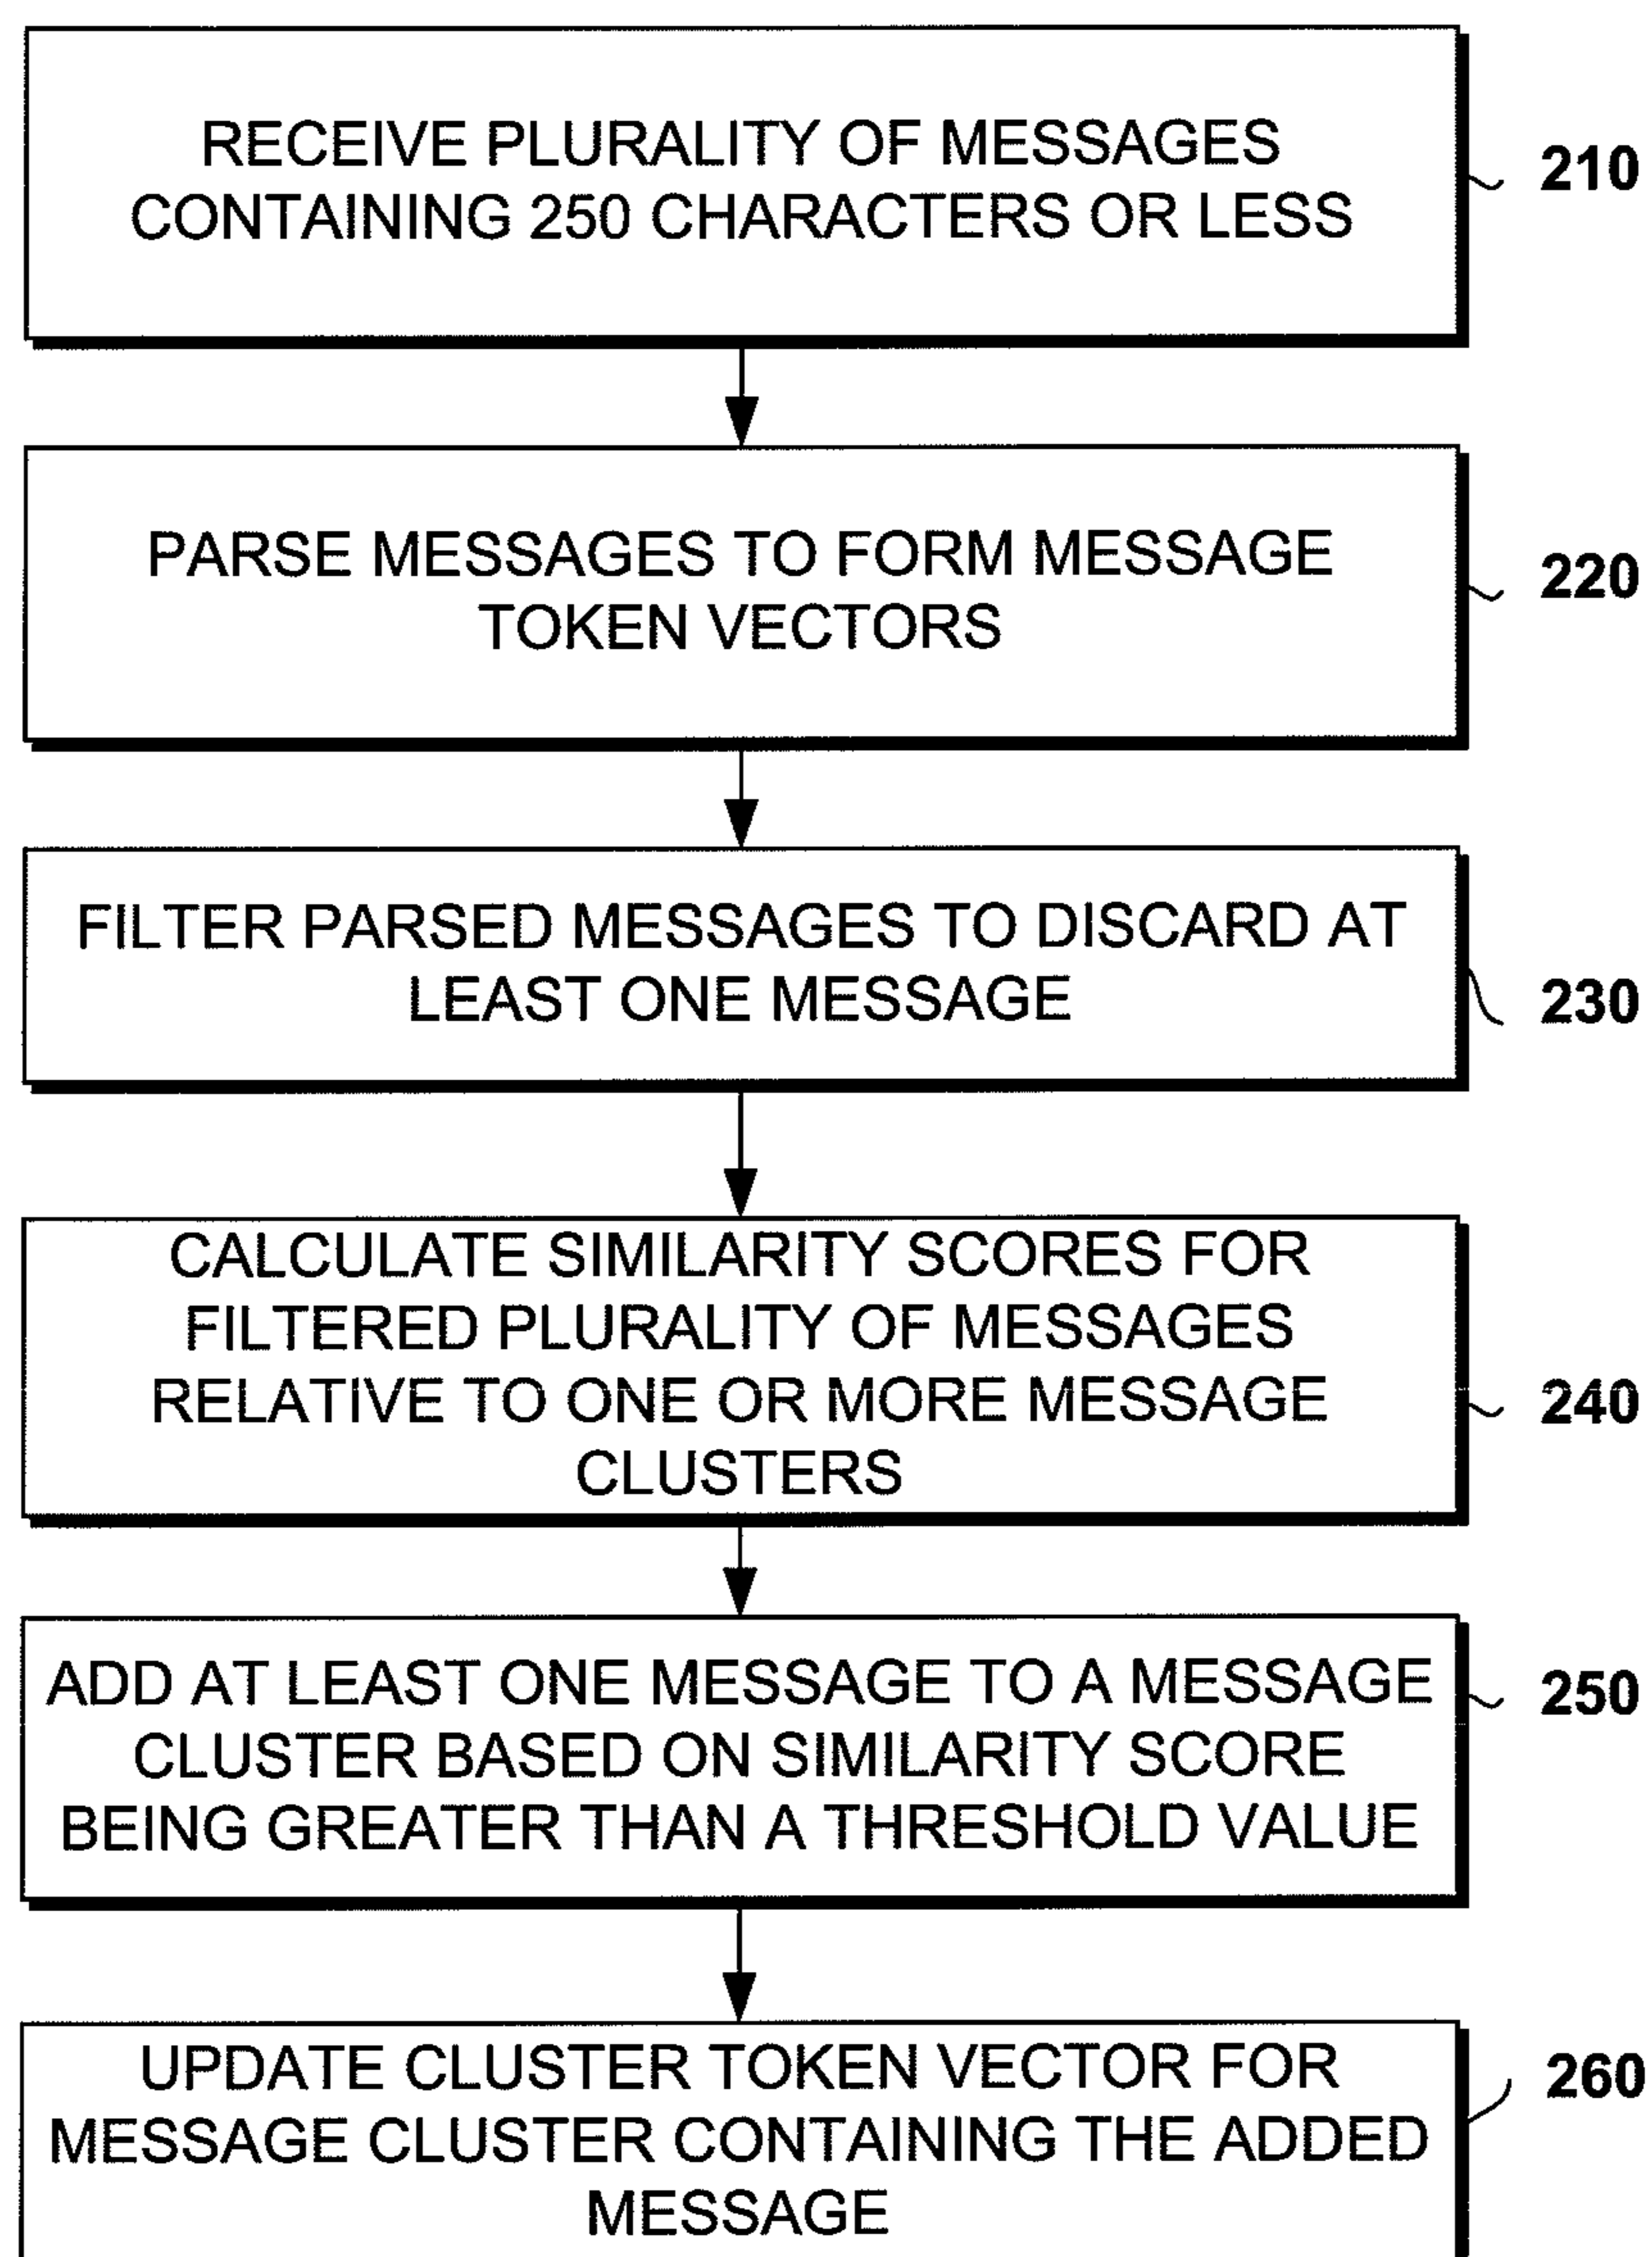 RECEIVE PLURALITY OF MESSAGES
CONTAINING 250 CHARACTERS OR LESS
210
PARSE MESSAGES TO FORM MESSAGE
TOKEN VECTORS
220
FILTER PARSED MESSAGES TO DISCARD AT
LEAST ONE MESSAGE
230
CALCULATE SIMILARITY SCORES FOR
FILTERED PLURALITY OF MESSAGES
RELATIVE TO ONE OR MORE MESSAGE
CLUSTERS
240
ADD AT LEAST ONE MESSAGE TO A MESSAGE
CLUSTER BASED ON SIMILARITY SCORE
BEING GREATER THAN A THRESHOLD VALUE
250
UPDATE CLUSTER TOKEN VECTOR FOR
MESSAGE CLUSTER CONTAINING THE ADDED
MESSAGE
260